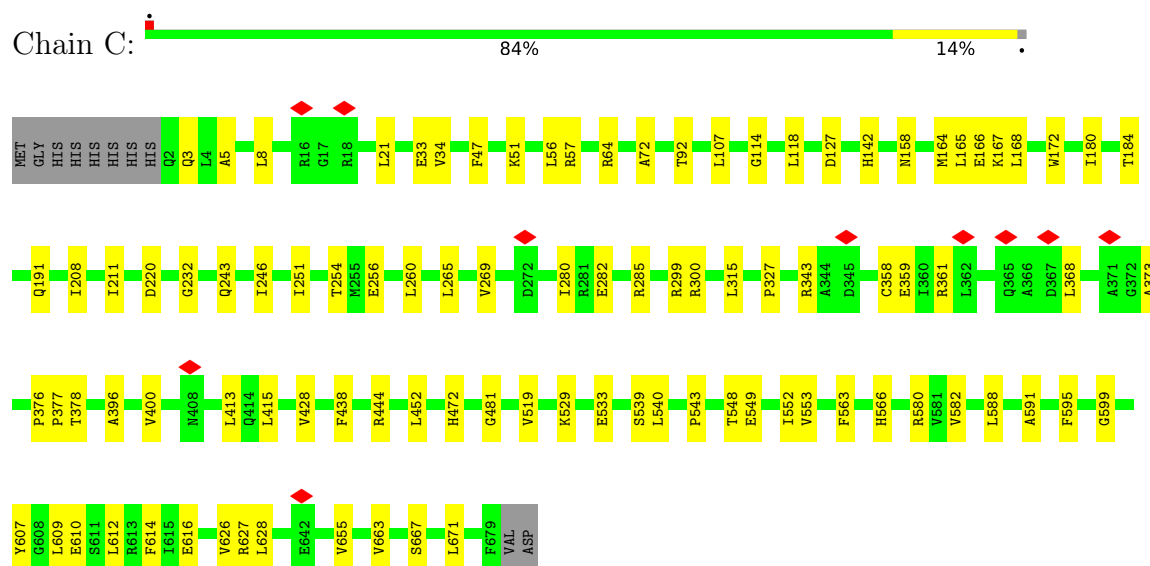 Chain C:
84% 14%
MET GLY HIS HIS HIS HIS HIS HIS Q2 Q3 L4 A5 L8 R16 G17 R18 L21 E33 V34 F47 K51 L56 R57 R64 A72 T92 L107 G114 L118 D127 H142 N158 M164 L165 E166 K167 L168 W172 I180 T184
Q191 I208 I211 D220 G232 Q243 I246 I251 T254 M255 E256 L260 L265 V269 D272 I280 R281 E282 R285 R299 R300 L315 P327 R343 A344 D345 C358 E359 I360 R361 L362 Q365 A366 D367 L368 A371 G372 A373
P376 P377 T378 A396 V400 N408 L413 Q414 L415 V428 F438 R444 L452 H472 G481 V519 K529 E533 S539 L540 P543 T548 E549 I552 V553 F563 H566 R580 V581 V582 L588 A591 F595 G599
Y607 G608 L609 E610 S611 L612 R613 F614 I615 E616 V626 R627 L628 E642 V655 V663 S667 L671 F679 VAL ASP